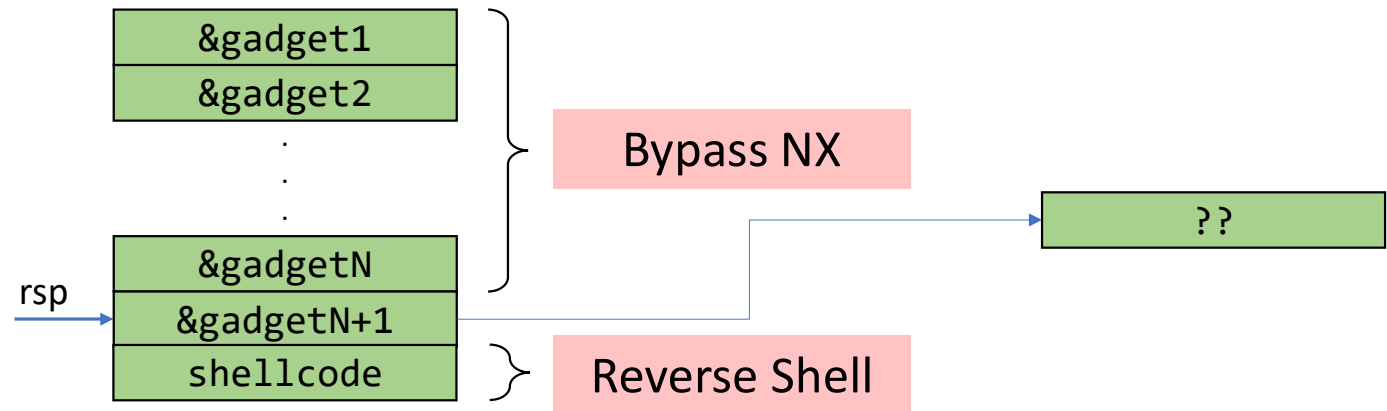 &gadget1
&gadget2
.
.
.
&gadgetN
&gadgetN+1
shellcode
rsp
Bypass NX
Reverse Shell
??